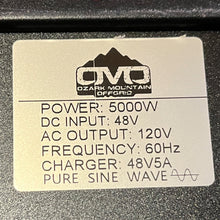 OMO
OZARK MOUNTAIN
OFFGRID
POWER: 5000W
DC INPUT: 48V
AC OUTPUT: 120V
FREQUENCY: 60Hz
CHARGER: 48V5A
PURE SINE WAVE